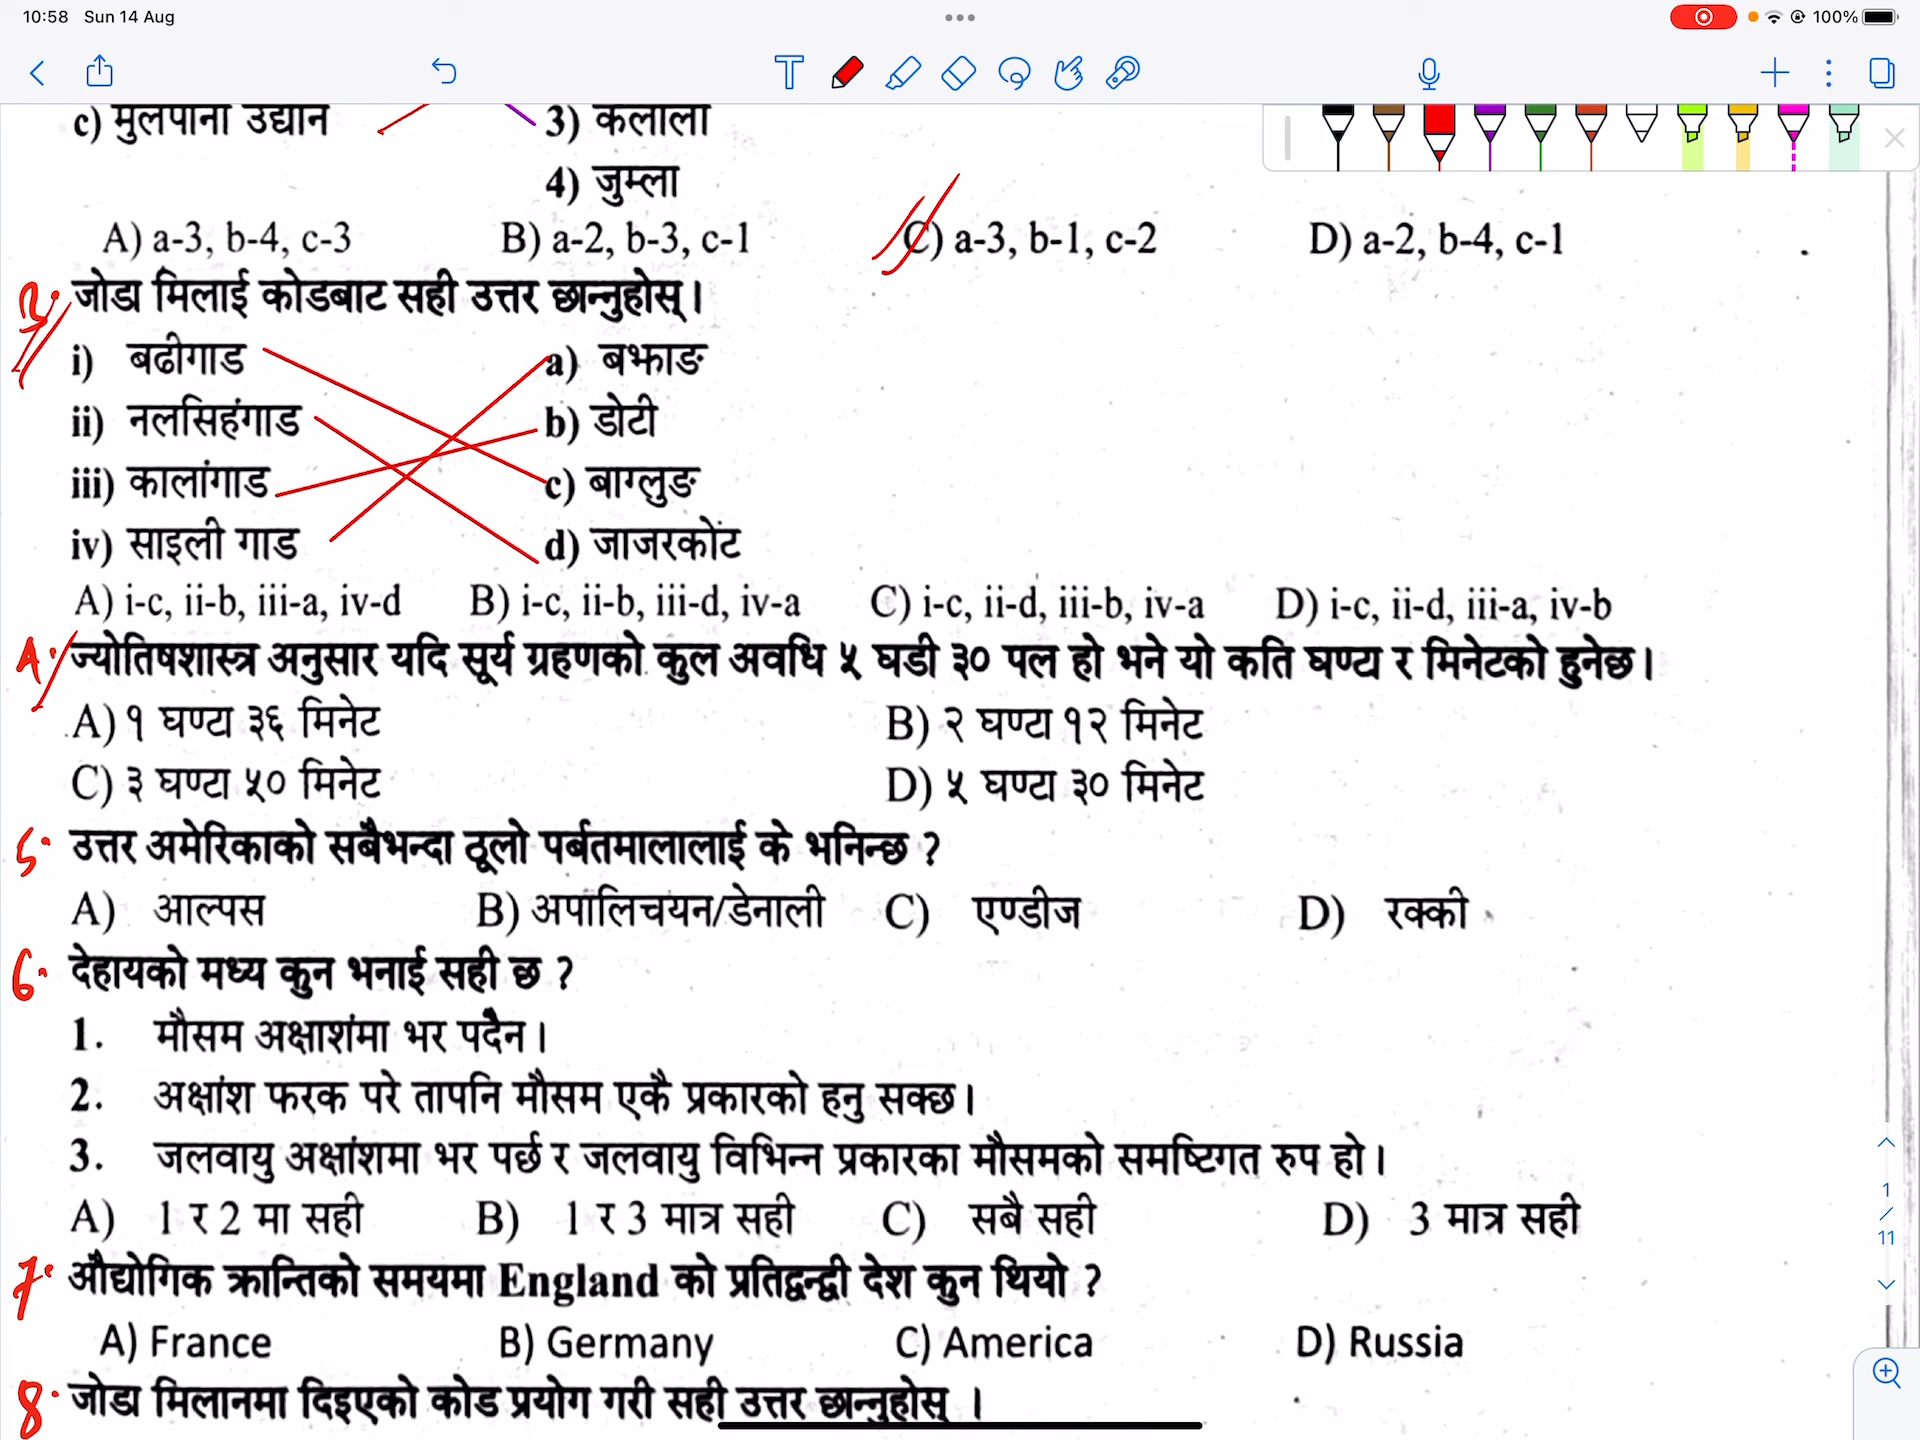 10:58 Sun 14 Aug
100%
c) मुलपाना उद्यान 3) कलाला
4) जुम्ला
A) a-3, b-4, c-3 B) a-2, b-3, c-1 C) a-3, b-1, c-2 D) a-2, b-4, c-1
3. जोडा मिलाई कोडबाट सही उत्तर छान्नुहोस्।
i) बढीगाड a) बझाङ
ii) नलसिहंगाड b) डोटी
iii) कालांगाड c) बाग्लुङ
iv) साइली गाड d) जाजरकोट
A) i-c, ii-b, iii-a, iv-d B) i-c, ii-b, iii-d, iv-a C) i-c, ii-d, iii-b, iv-a D) i-c, ii-d, iii-a, iv-b
4. ज्योतिषशास्त्र अनुसार यदि सूर्य ग्रहणको कुल अवधि ५ घडी ३० पल हो भने यो कति घण्टा र मिनेटको हुनेछ।
A) १ घण्टा ३६ मिनेट B) २ घण्टा १२ मिनेट
C) ३ घण्टा ५० मिनेट D) ५ घण्टा ३० मिनेट
5. उत्तर अमेरिकाको सबैभन्दा ठूलो पर्बतमालालाई के भनिन्छ ?
A) आल्पस B) अपालिचयन/डेनाली C) एण्डीज D) रक्की
6. देहायको मध्य कुन भनाई सही छ ?
1. मौसम अक्षाशंमा भर पर्दैन।
2. अक्षांश फरक परे तापनि मौसम एकै प्रकारको हनु सक्छ।
3. जलवायु अक्षांशमा भर पर्छ र जलवायु विभिन्न प्रकारका मौसमको समष्टिगत रुप हो।
A) 1 र 2 मा सही B) 1 र 3 मात्र सही C) सबै सही D) 3 मात्र सही
7. औद्योगिक क्रान्तिको समयमा England को प्रतिद्वन्द्वी देश कुन थियो ?
A) France B) Germany C) America D) Russia
8. जोडा मिलानमा दिइएको कोड प्रयोग गरी सही उत्तर छान्नुहोस् ।
1 / 11